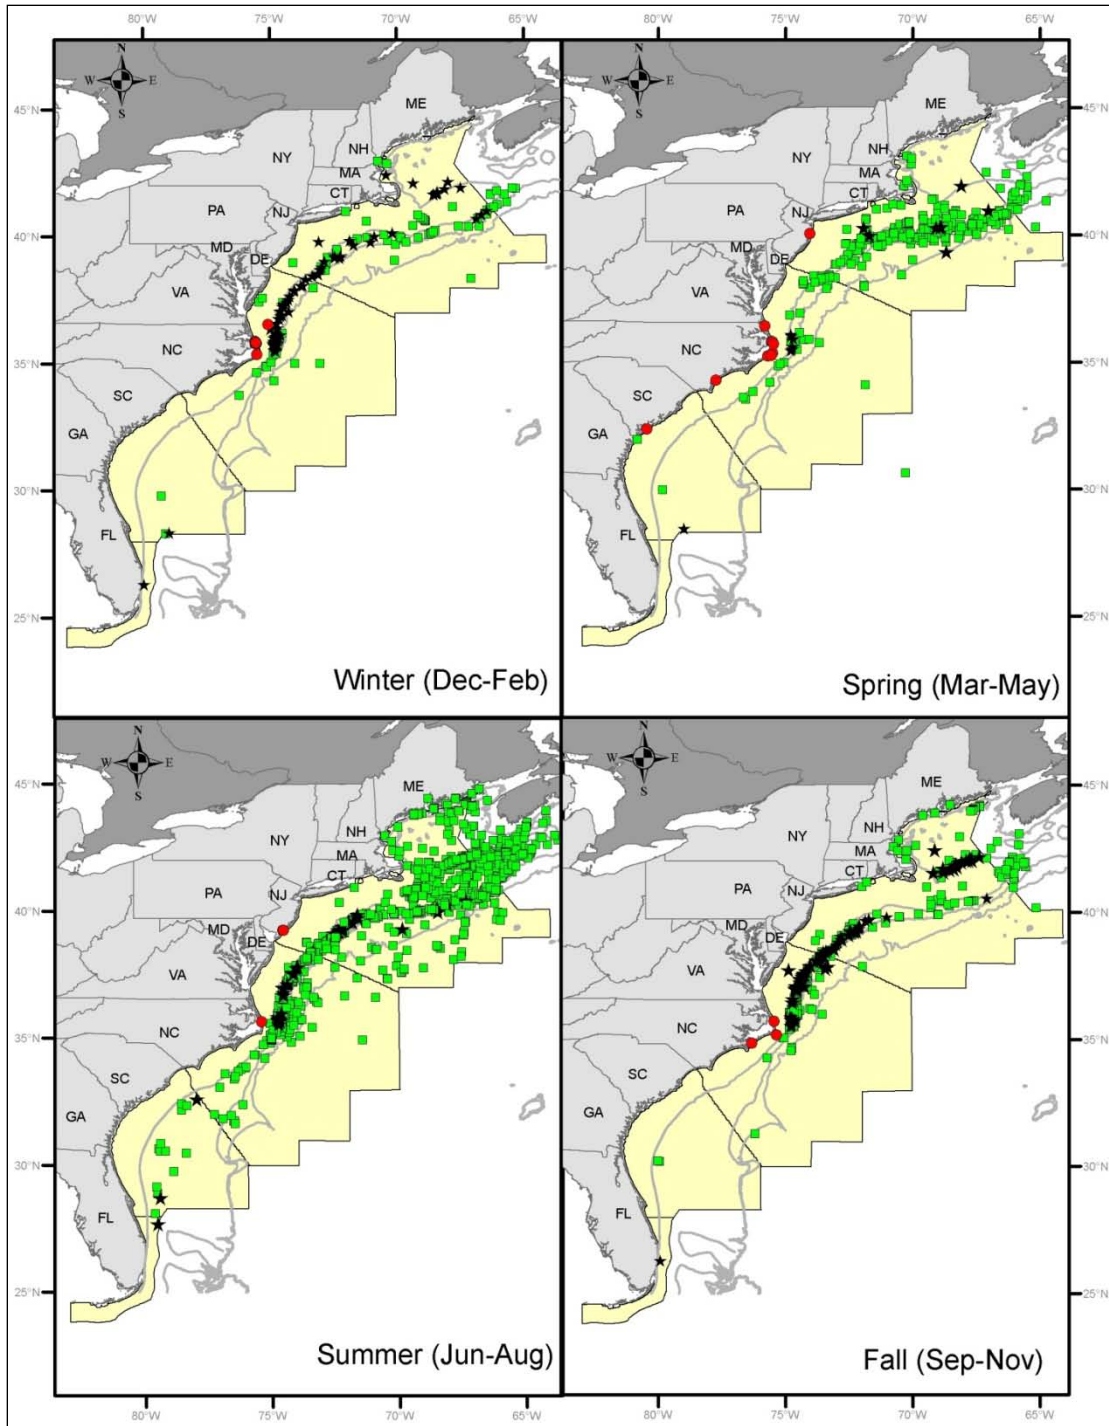 80°W 75°W 70°W 65°W 80°W 75°W 70°W 65°W
N N
W E W E
S S
45°N ME ME 45°N
NY NH NY NH
MA MA
CT CT
PA NJ PA NJ
40°N 40°N
MD DE MD DE
VA VA
35°N NC NC 35°N
SC SC
GA GA
30°N 30°N
FL FL
25°N 25°N
Winter (Dec-Feb) Spring (Mar-May)
N N
W E W E
S S
45°N ME ME 45°N
NY NH NY NH
MA MA
CT CT
PA NJ PA NJ
40°N 40°N
MD DE MD DE
VA VA
35°N NC NC 35°N
SC SC
GA GA
30°N 30°N
FL FL
25°N 25°N
Summer (Jun-Aug) Fall (Sep-Nov)
80°W 75°W 70°W 65°W 80°W 75°W 70°W 65°W